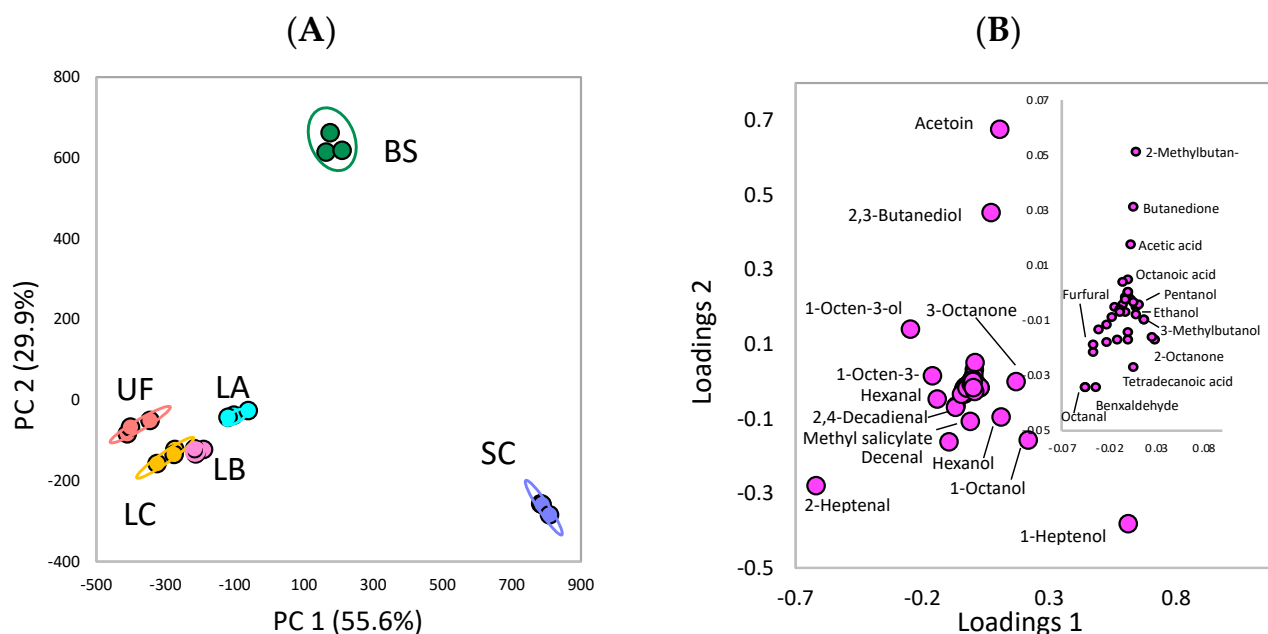 (A)
800
600
400
200
0
-200
-400
-500 -300 -100 100 300 500 700 900
PC 1 (55.6%)
PC 2 (29.9%)
BS
UF
LA
LB
LC
SC
(B)
0.7
0.5
0.3
0.1
-0.1
-0.3
-0.5
-0.7 -0.2 0.3 0.8
Loadings 1
Loadings 2
Acetoin
2,3-Butanediol
1-Octen-3-ol
3-Octanone
1-Octen-3-
Hexanal
2,4-Decadienal
Methyl salicylate
Decenal
Hexanol
1-Octanol
2-Heptenal
1-Heptenol
0.07
0.05
0.03
0.01
-0.01
-0.03
-0.05
-0.07 -0.02 0.03 0.08
2-Methylbutan-
Butanedione
Acetic acid
Octanoic acid
Furfural
Pentanol
Ethanol
3-Methylbutanol
2-Octanone
Tetradecanoic acid
Benxaldehyde
Octanal